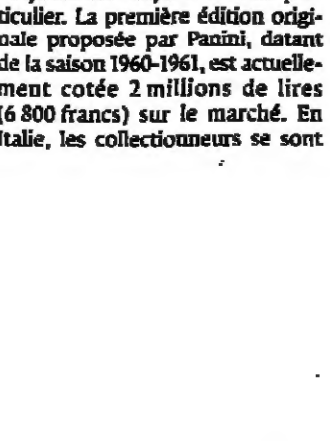 ticulier. La première édition origi-
nale proposée par Panini, datant
de la saison 1960-1961, est actuelle-
ment cotée 2 millions de lires
(6 800 francs) sur le marché. En
Italie, les collectionneurs se sont